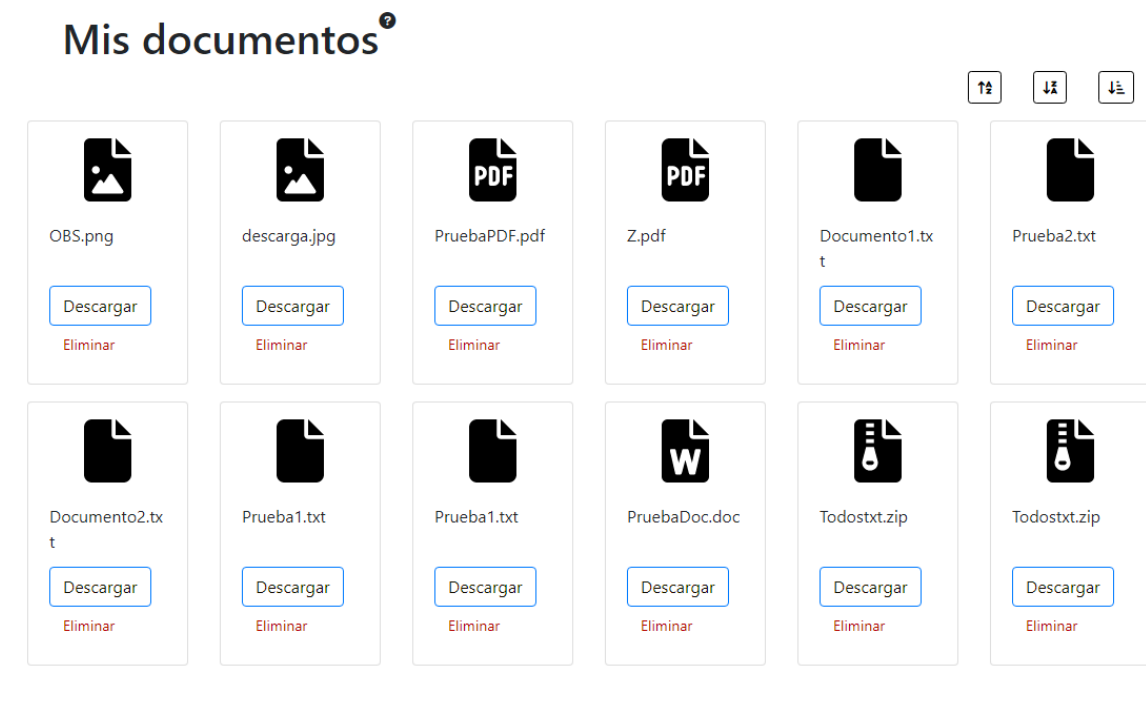 Mis documentos?
OBS.png
descarga.jpg
PDF
PruebaPDF.pdf
PDF
Z.pdf
Documento1.tx
t
Prueba2.txt
Descargar
Descargar
Descargar
Descargar
Descargar
Descargar
Eliminar
Eliminar
Eliminar
Eliminar
Eliminar
Eliminar
Documento2.tx
t
Prueba1.txt
Prueba1.txt
W
PruebaDoc.doc
Todostxt.zip
Todostxt.zip
Descargar
Descargar
Descargar
Descargar
Descargar
Descargar
Eliminar
Eliminar
Eliminar
Eliminar
Eliminar
Eliminar